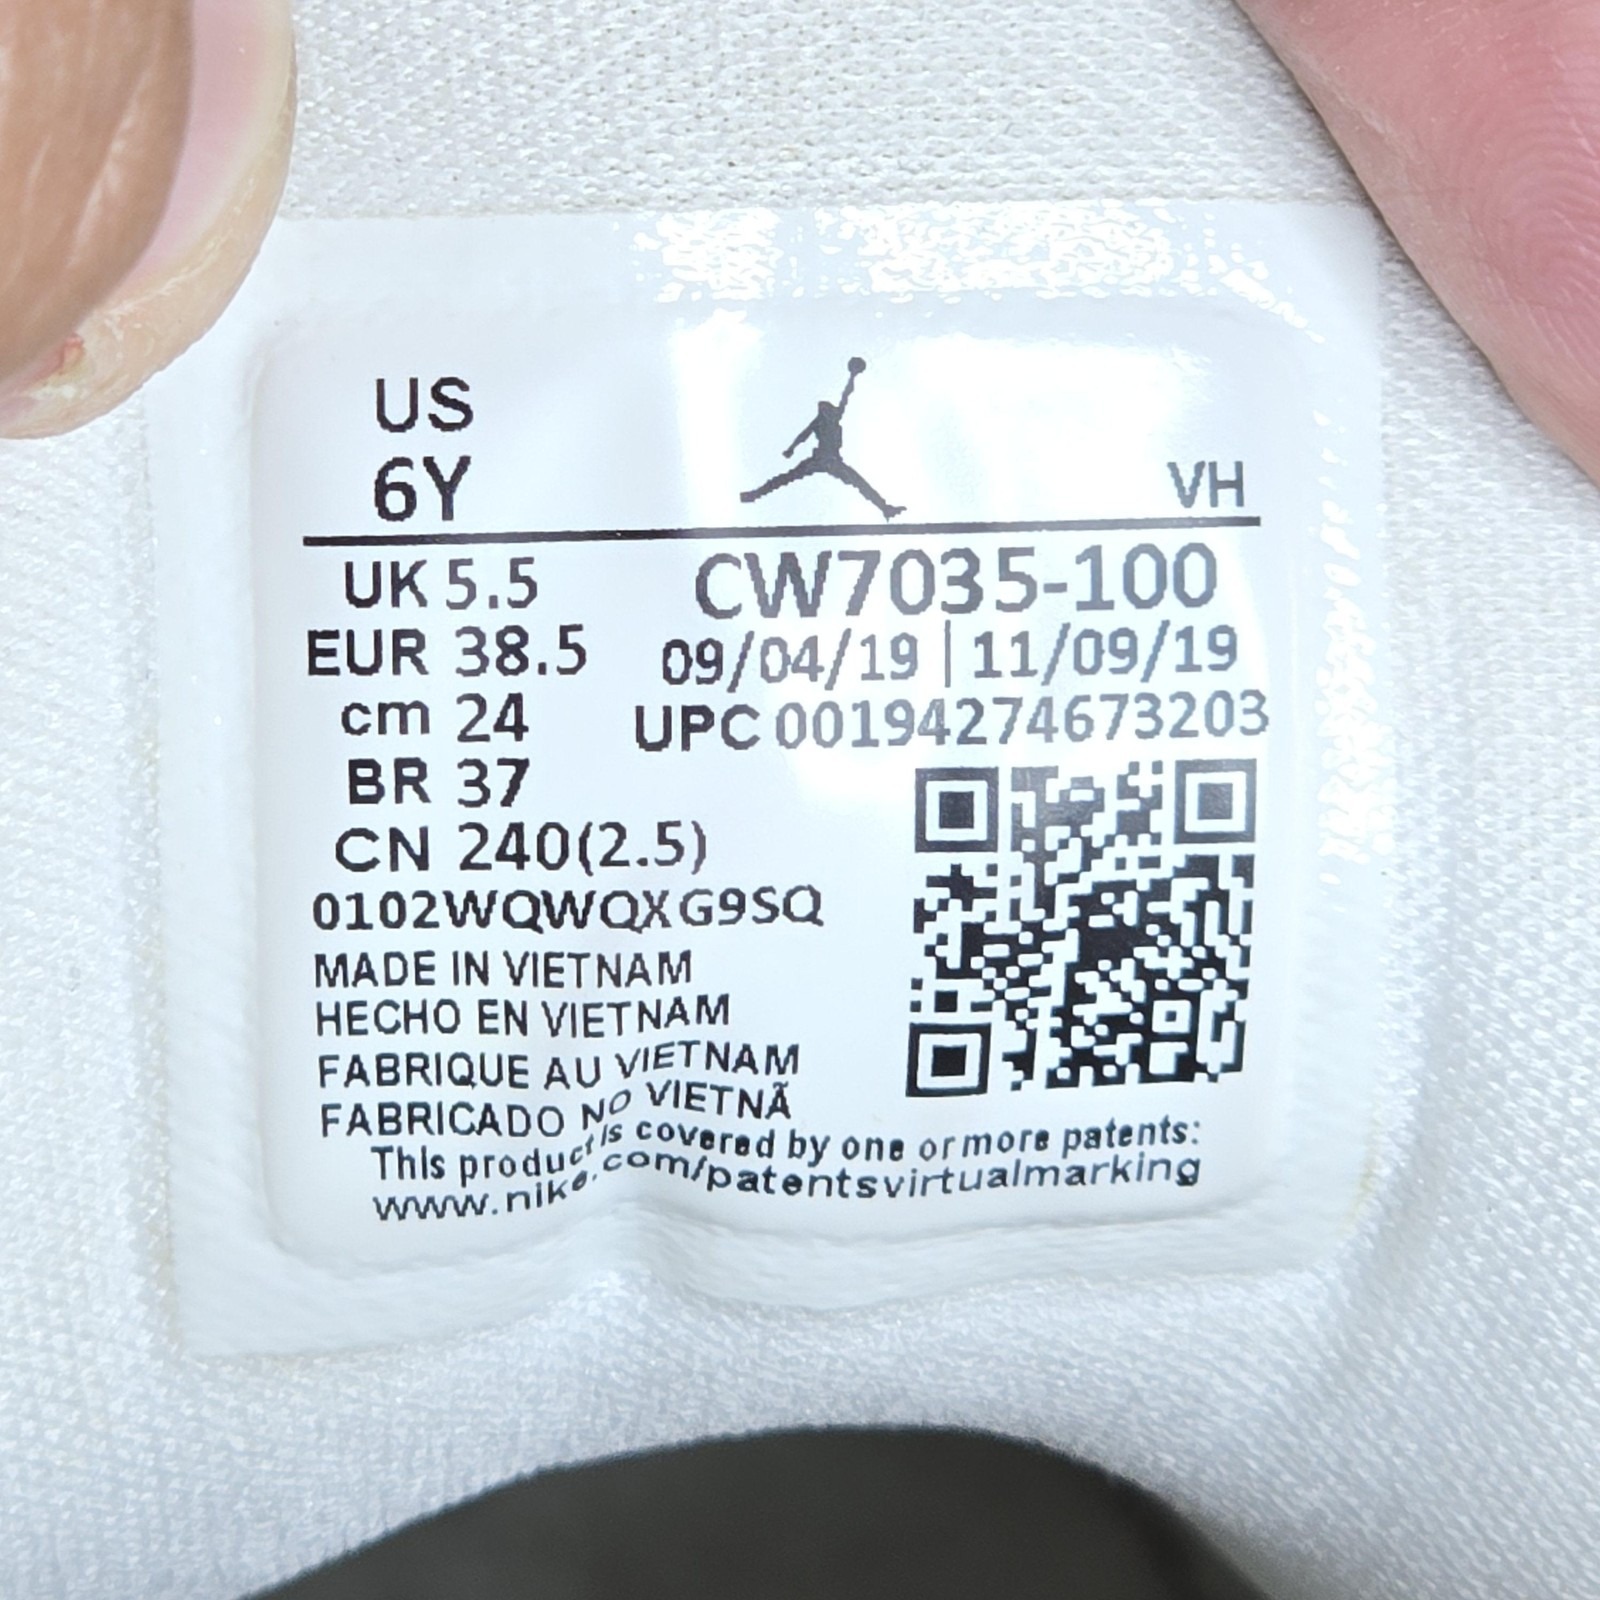 US
6Y
VH
UK 5.5
CW7035-100
EUR 38.5
09/04/19 | 11/09/19
cm 24
UPC 00194274673203
BR 37
CN 240(2.5)
0102WQWQXG9SQ
MADE IN VIETNAM
HECHO EN VIETNAM
FABRIQUE AU VIETNAM
FABRICADO NO VIETNÃ
This product is covered by one or more patents:
www.nike.com/patentsvirtualmarking